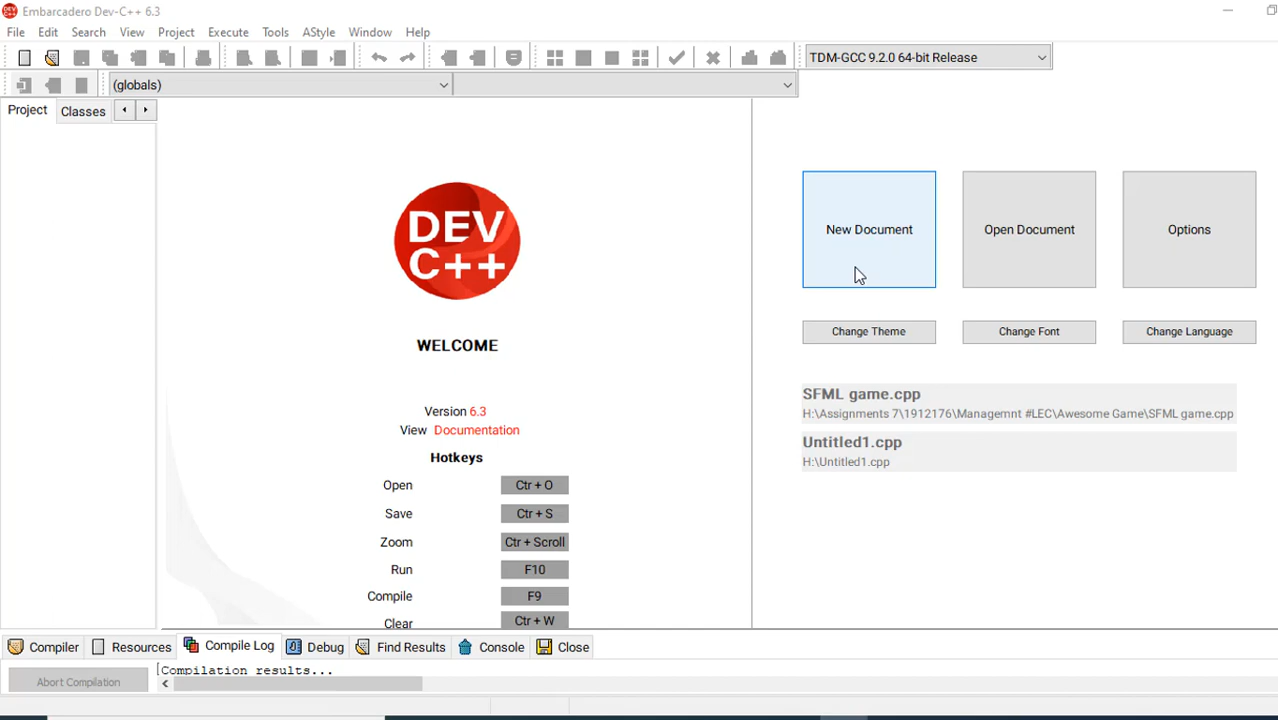 Embarcadero Dev-C++ 6.3
File Edit Search View Project Execute Tools AStyle Window Help
TDM-GCC 9.2.0 64-bit Release
(globals)
Project Classes
DEV
C++
WELCOME
Version 6.3
View Documentation
Hotkeys
Open Ctr + O
Save Ctr + S
Zoom Ctr + Scroll
Run F10
Compile F9
Clear Ctr + W
New Document Open Document Options
Change Theme Change Font Change Language
SFML game.cpp
H:\Assignments 7\1912176\Managemnt #LEC\Awesome Game\SFML game.cpp
Untitled1.cpp
H:\Untitled1.cpp
Compiler Resources Compile Log Debug Find Results Console Close
Abort Compilation
Compilation results...